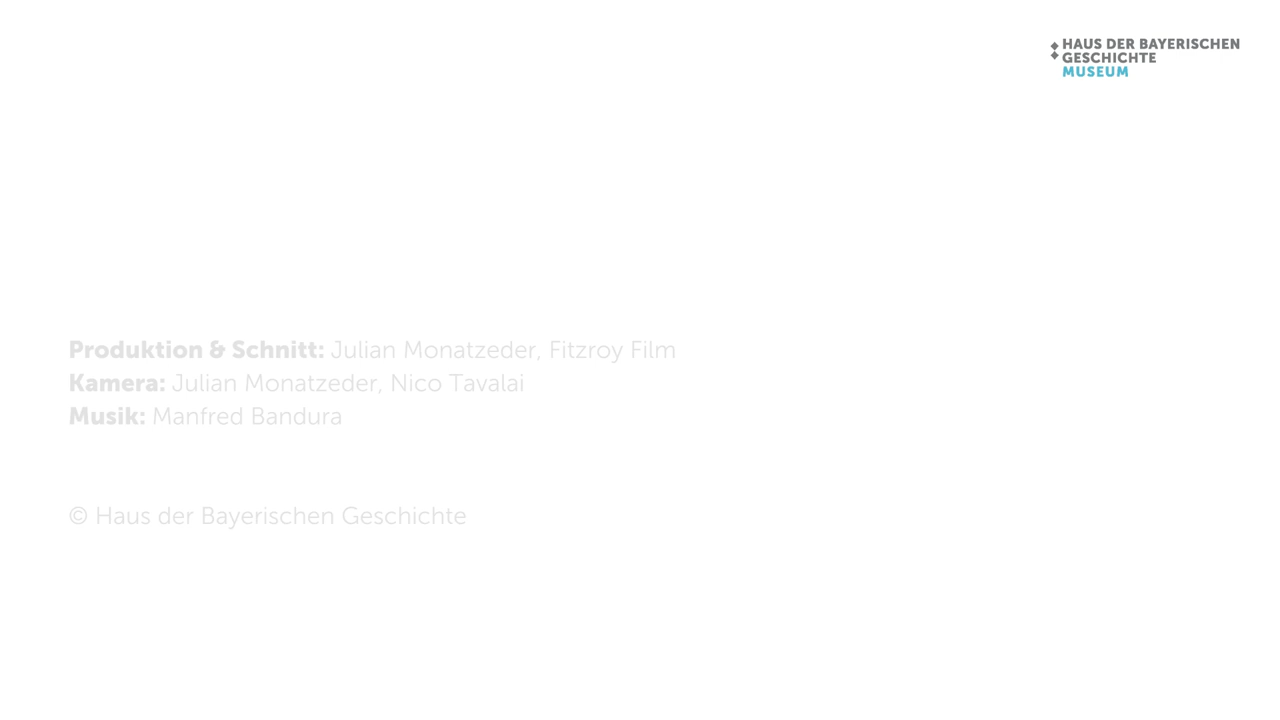 HAUS DER BAYERISCHEN
GESCHICHTE
MUSEUM
Produktion & Schnitt: Julian Monatzeder, Fitzroy Film
Kamera: Julian Monatzeder, Nico Tavalai
Musik: Manfred Bandura
© Haus der Bayerischen Geschichte